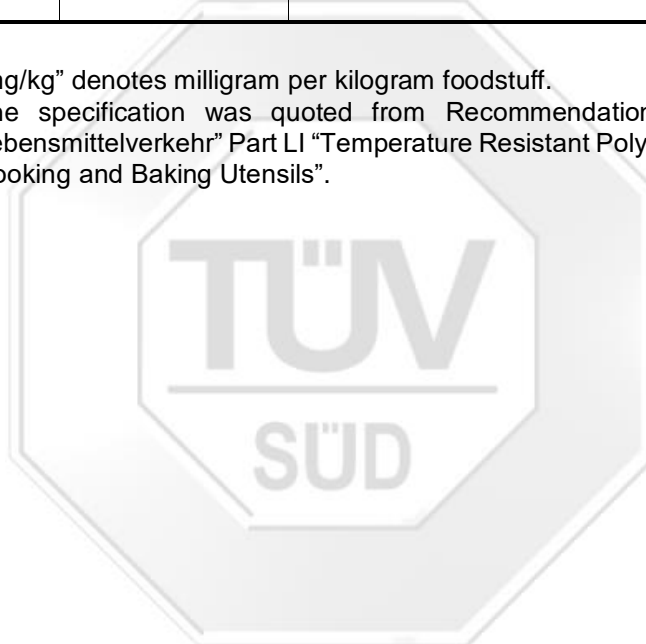 ng/kg” denotes milligram per kilogram foodstuff.
ne specification was quoted from Recommendation
ebensmittelverkehr” Part LI “Temperature Resistant Poly
ooking and Baking Utensils”.
TÜV
SÜD